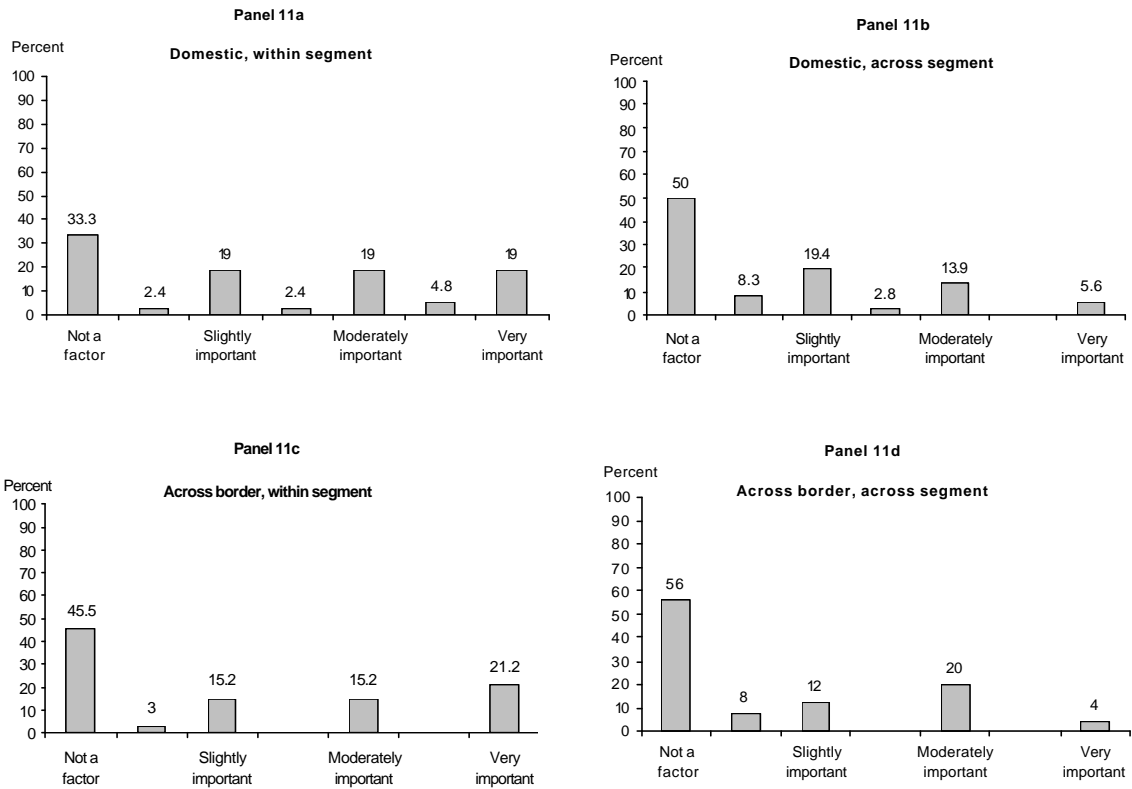 Panel 11a
Percent
Domestic, within segment
100
90
80
70
60
50
40
30
20
10
0
33.3
2.4
19
2.4
19
4.8
19
Not a
factor
Slightly
important
Moderately
important
Very
important
Panel 11b
Percent
Domestic, across segment
100
90
80
70
60
50
40
30
20
10
0
50
8.3
19.4
2.8
13.9
5.6
Not a
factor
Slightly
important
Moderately
important
Very
important
Panel 11c
Percent
Across border, within segment
100
90
80
70
60
50
40
30
20
10
0
45.5
3
15.2
15.2
21.2
Not a
factor
Slightly
important
Moderately
important
Very
important
Panel 11d
Percent
Across border, across segment
100
90
80
70
60
50
40
30
20
10
0
56
8
12
20
4
Not a
factor
Slightly
important
Moderately
important
Very
important